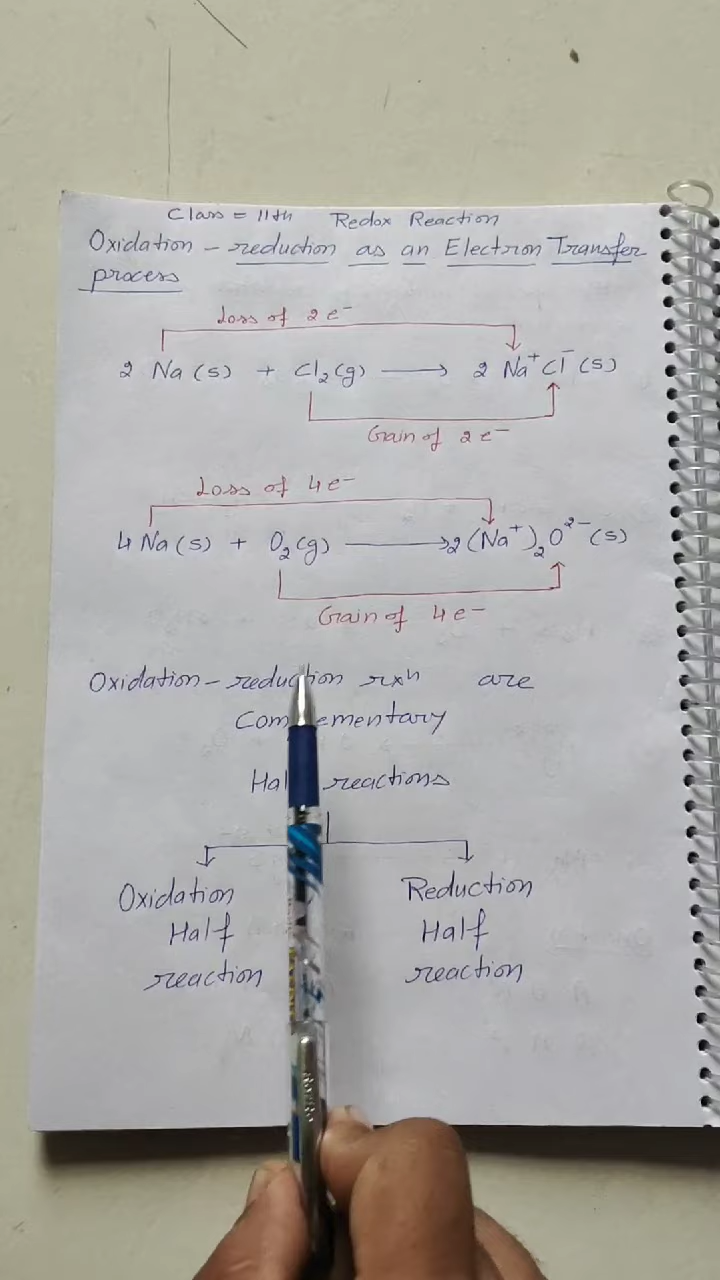 Class = 11th Redox Reaction
Oxidation - reduction as an Electron Transfer
process
Loss of 2e⁻
2 Na (s) + Cl₂(g) ⟶ 2 Na⁺Cl⁻(s)
Gain of 2e⁻
Loss of 4e⁻
4 Na(s) + O₂(g) ⟶ 2(Na⁺)₂O²⁻(s)
Gain of 4e⁻
Oxidation - reduction rxn are
Complementary
Half reactions
Oxidation Reduction
Half Half
reaction reaction